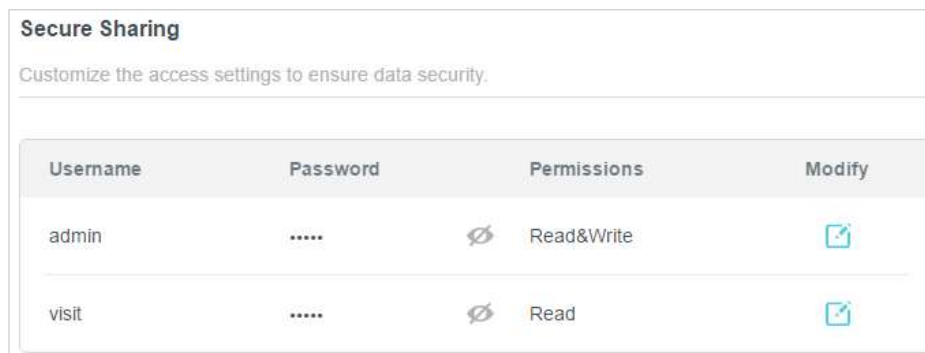 Secure Sharing
Customize the access settings to ensure data security.
Username Password Permissions Modify
admin ••••• Read&Write
visit ••••• Read